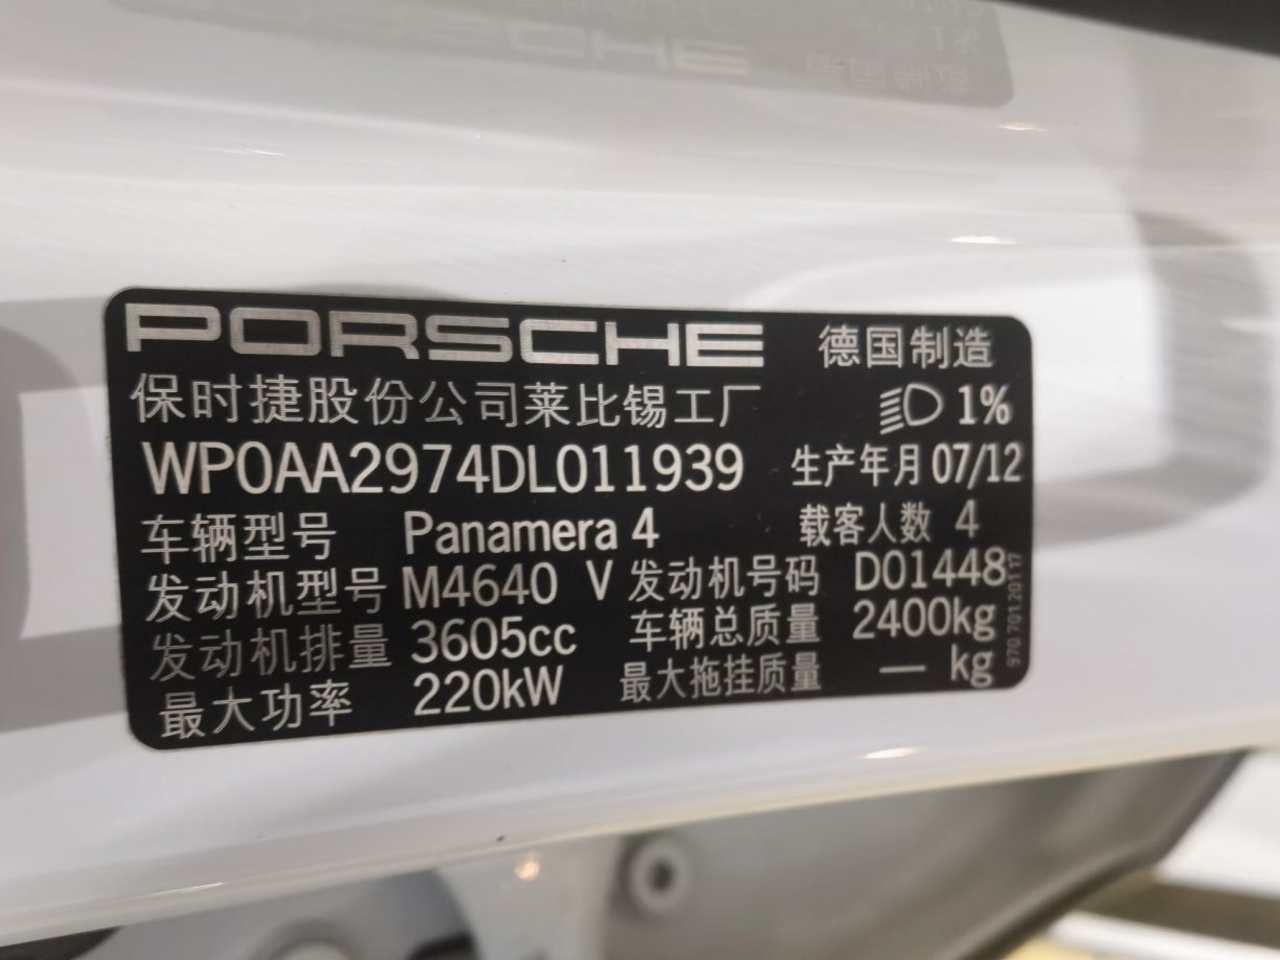 PORSCHE 德国制造
保时捷股份公司莱比锡工厂 1%
WP0AA2974DL011939 生产年月 07/12
车辆型号 Panamera 4 载客人数 4
发动机型号 M4640 V 发动机号码 D01448
发动机排量 3605cc 车辆总质量 2400kg
最大功率 220kW 最大拖挂质量 — kg
970.701.201.17